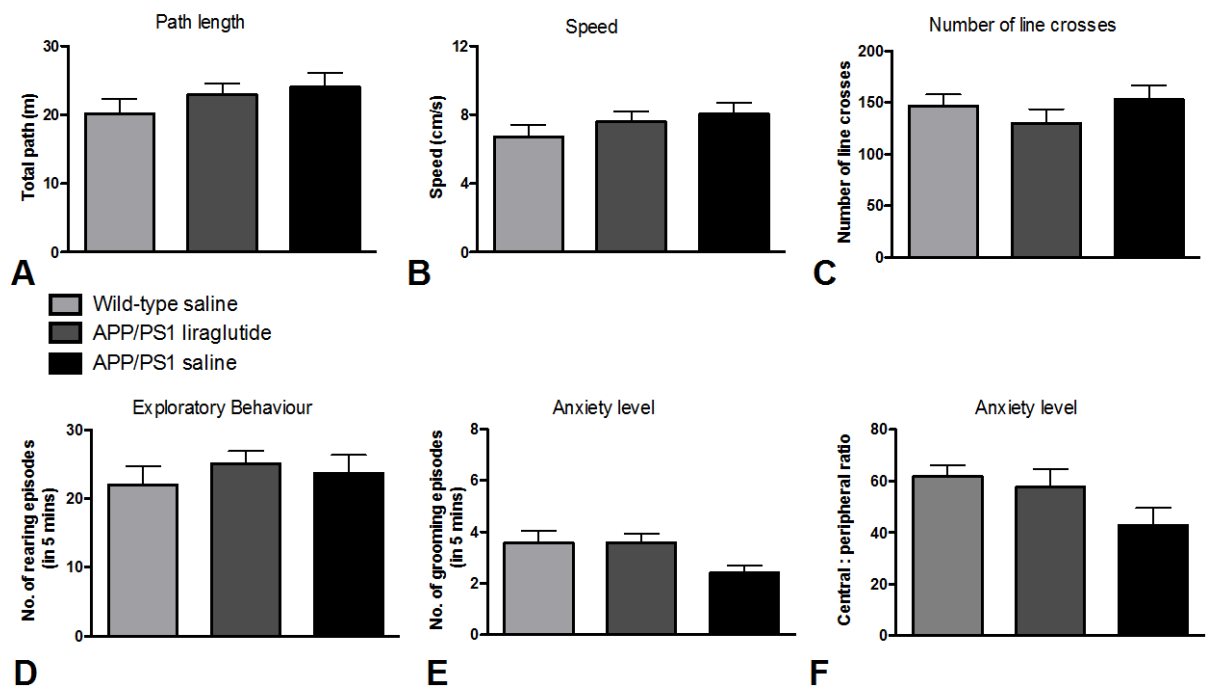 Path length
Total path (m)
30
20
10
0
A
Speed
Speed (cm/s)
12
8
4
0
B
Number of line crosses
Number of line crosses
200
150
100
50
0
C
Wild-type saline
APP/PS1 liraglutide
APP/PS1 saline
Exploratory Behaviour
No. of rearing episodes
(in 5 mins)
30
20
10
0
D
Anxiety level
No. of grooming episodes
(in 5 mins)
8
6
4
2
0
E
Anxiety level
Central : peripheral ratio
80
60
40
20
0
F